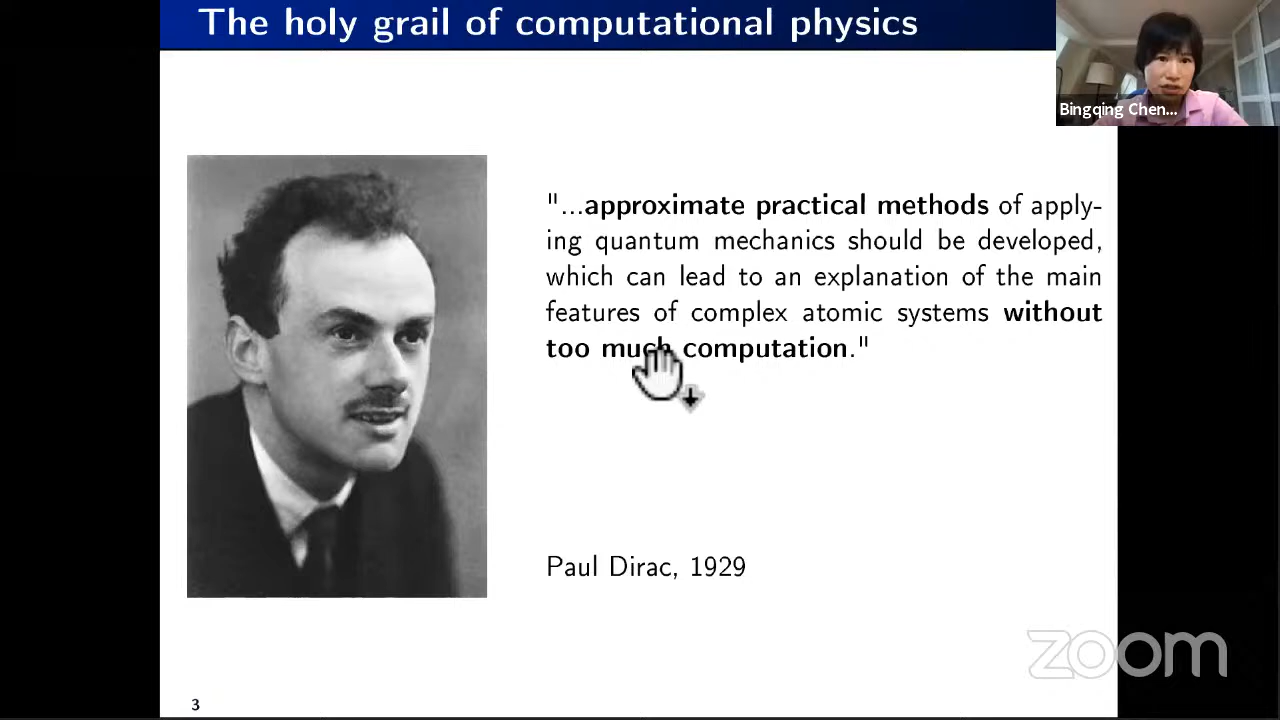 The holy grail of computational physics
Bingqing Chen...
"...approximate practical methods of apply-
ing quantum mechanics should be developed,
which can lead to an explanation of the main
features of complex atomic systems without
too much computation."
Paul Dirac, 1929
zoom
3